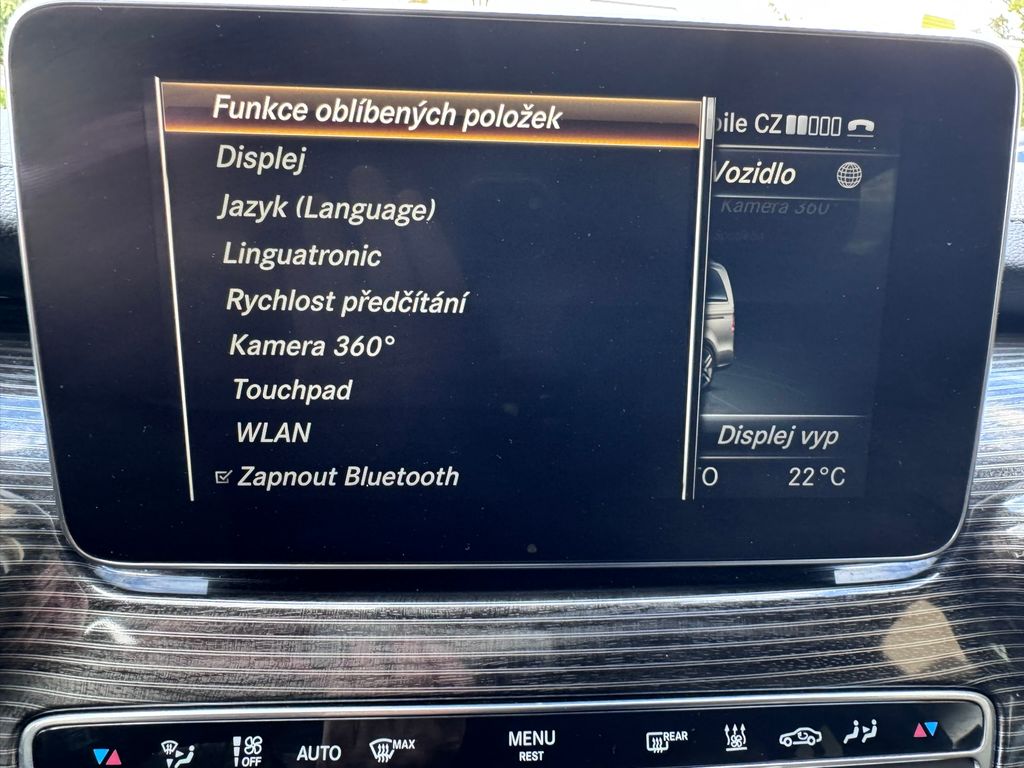 Funkce oblíbených položek
Displej
Jazyk (Language)
Linguatronic
Rychlost předčítání
Kamera 360°
Touchpad
WLAN
Zapnout Bluetooth
bile CZ
Vozidlo
Kamera 360
Displej vyp
O 22°C
OFF
AUTO
MAX
MENU
REST
REAR